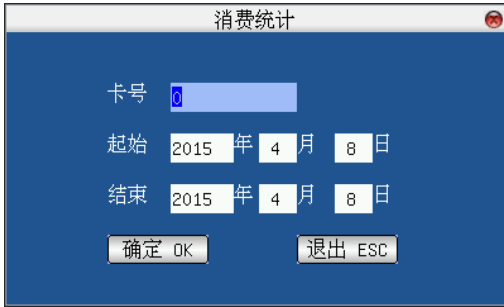 消费统计
卡号 0
起始 2015 年 4 月 8 日
结束 2015 年 4 月 8 日
确定 OK 退出 ESC